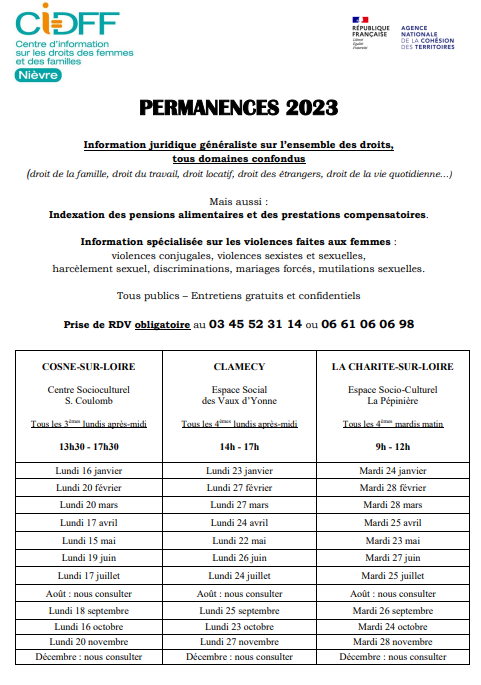 CIDFF
Centre d'information
sur les droits des femmes
et des familles
Nièvre
RÉPUBLIQUE
FRANÇAISE
Liberté
Égalité
Fraternité
AGENCE
NATIONALE
DE LA COHÉSION
DES TERRITOIRES
PERMANENCES 2023
Information juridique généraliste sur l'ensemble des droits,
tous domaines confondus
(droit de la famille, droit du travail, droit locatif, droit des étrangers, droit de la vie quotidienne...)
Mais aussi :
Indexation des pensions alimentaires et des prestations compensatoires.
Information spécialisée sur les violences faites aux femmes :
violences conjugales, violences sexistes et sexuelles,
harcèlement sexuel, discriminations, mariages forcés, mutilations sexuelles.
Tous publics – Entretiens gratuits et confidentiels
Prise de RDV obligatoire au 03 45 52 31 14 ou 06 61 06 06 98
COSNE-SUR-LOIRE CLAMECY LA CHARITE-SUR-LOIRE
Centre Socioculturel Espace Social Espace Socio-Culturel
S. Coulomb des Vaux d'Yonne La Pépinière
Tous les 3èmes lundis après-midi Tous les 4èmes lundis après-midi Tous les 4èmes mardis matin
13h30 - 17h30 14h - 17h 9h - 12h
Lundi 16 janvier Lundi 23 janvier Mardi 24 janvier
Lundi 20 février Lundi 27 février Mardi 28 février
Lundi 20 mars Lundi 27 mars Mardi 28 mars
Lundi 17 avril Lundi 24 avril Mardi 25 avril
Lundi 15 mai Lundi 22 mai Mardi 23 mai
Lundi 19 juin Lundi 26 juin Mardi 27 juin
Lundi 17 juillet Lundi 24 juillet Mardi 25 juillet
Août : nous consulter Août : nous consulter Août : nous consulter
Lundi 18 septembre Lundi 25 septembre Mardi 26 septembre
Lundi 16 octobre Lundi 23 octobre Mardi 24 octobre
Lundi 20 novembre Lundi 27 novembre Mardi 28 novembre
Décembre : nous consulter Décembre : nous consulter Décembre : nous consulter